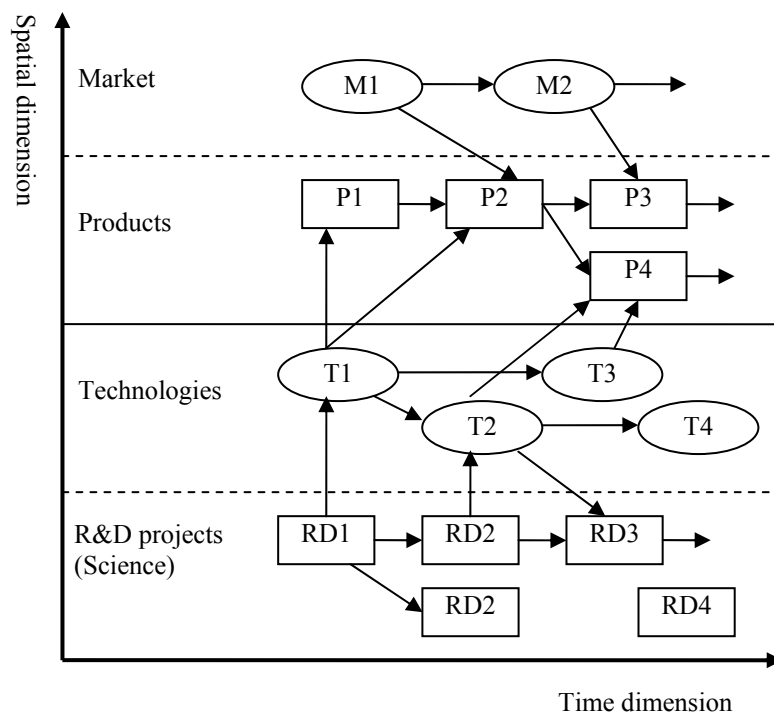 Spatial dimension
Market
M1
M2
Products
P1
P2
P3
P4
Technologies
T1
T3
T2
T4
R&D projects
(Science)
RD1
RD2
RD3
RD2
RD4
Time dimension